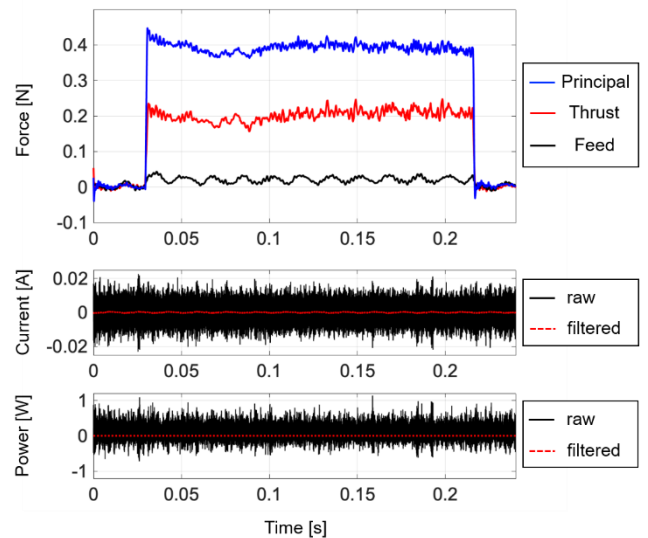 Force [N]
0.4
0.3
0.2
0.1
0
-0.1
0 0.05 0.1 0.15 0.2
Principal
Thrust
Feed
Current [A]
0.02
0
-0.02
0 0.05 0.1 0.15 0.2
raw
filtered
Power [W]
1
0
-1
0 0.05 0.1 0.15 0.2
raw
filtered
Time [s]